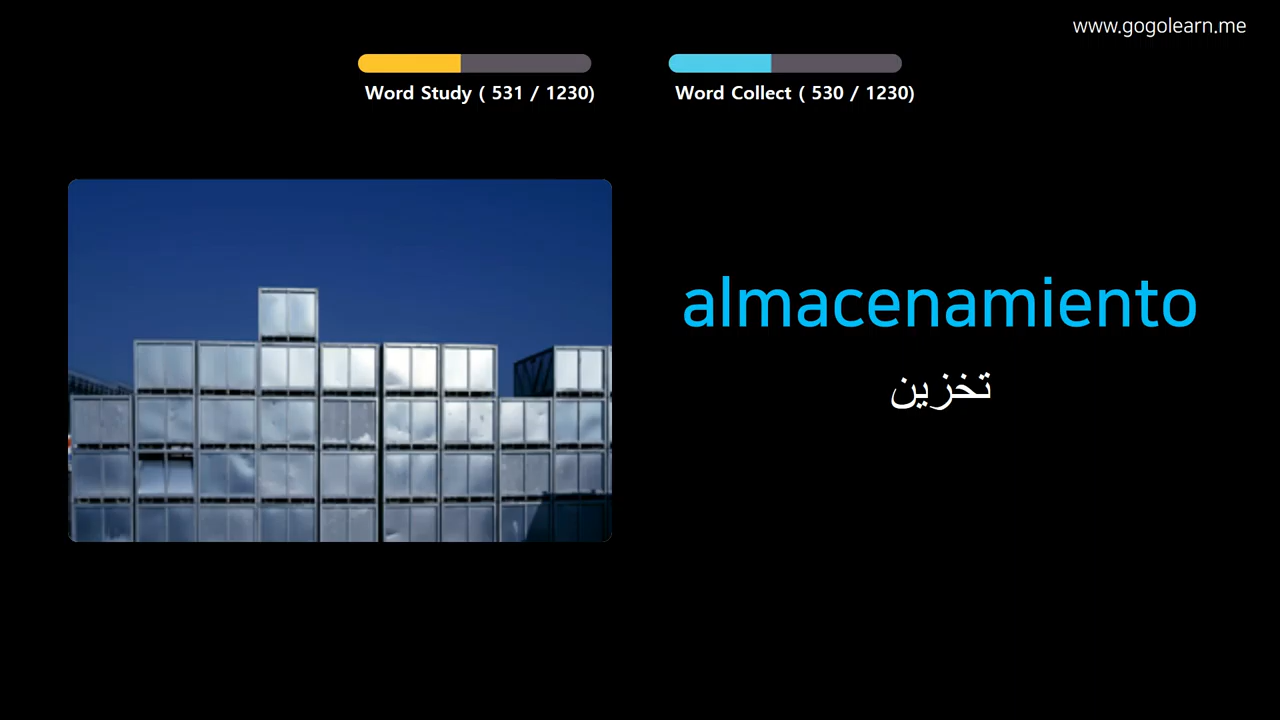 www.gogolearn.me
Word Study ( 531 / 1230)
Word Collect ( 530 / 1230)
almacenamiento
تخزين